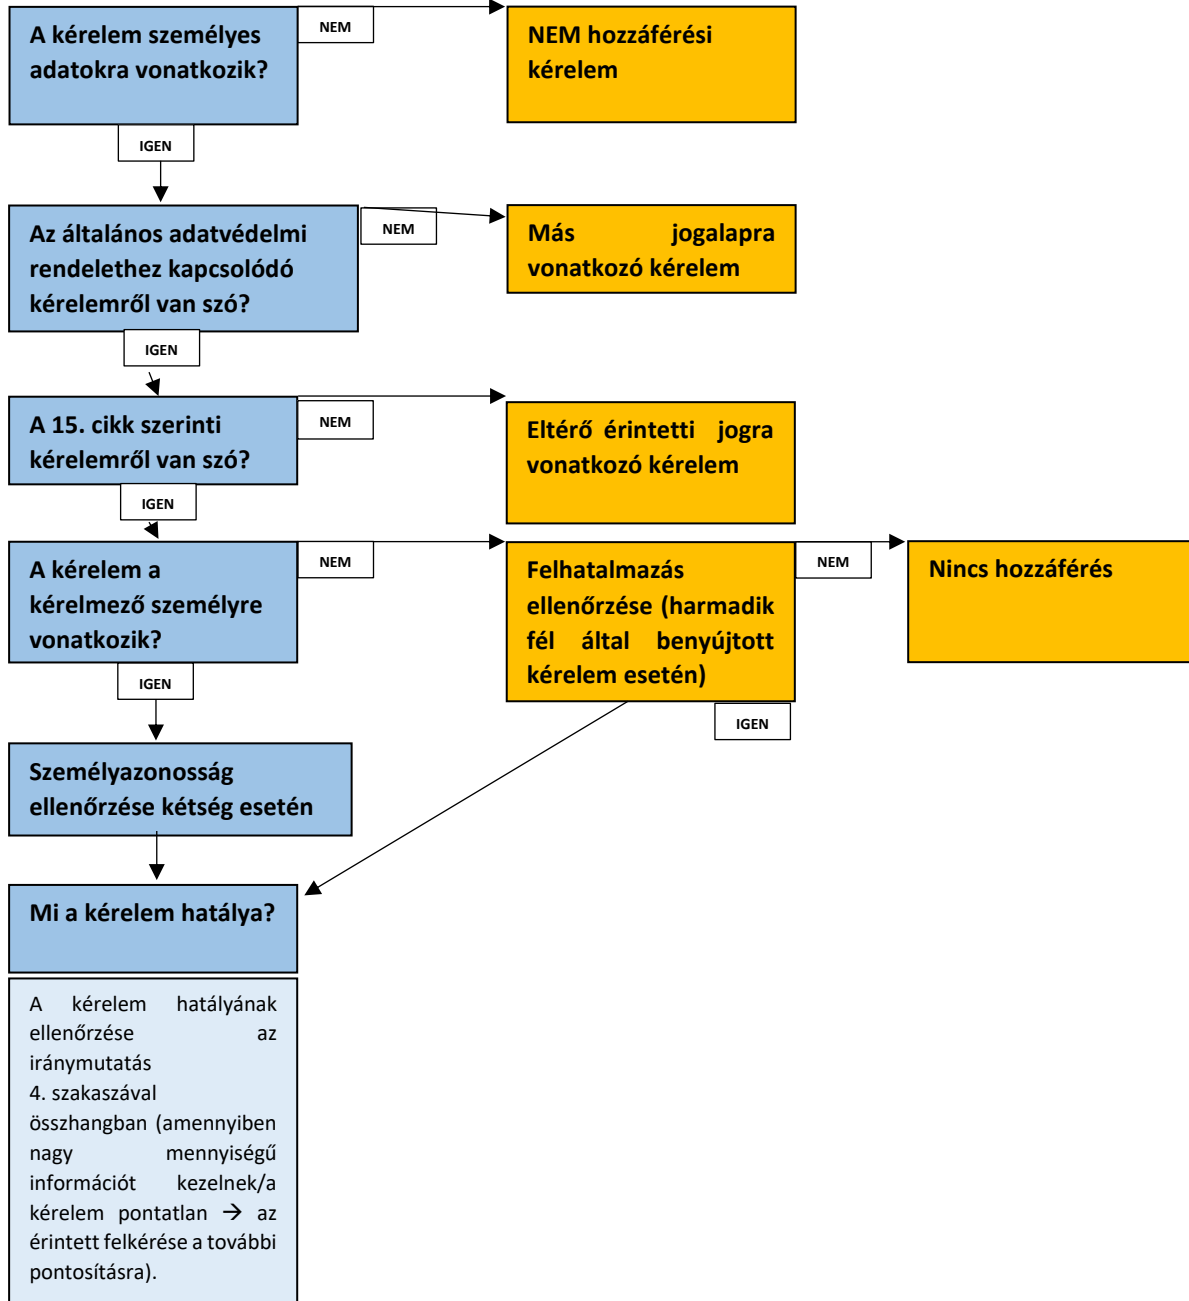 A kérelem személyes
adatokra vonatkozik?
NEM
NEM hozzáférési
kérelem
IGEN
Az általános adatvédelmi
rendelethez kapcsolódó
kérelemről van szó?
NEM
Más jogalapra
vonatkozó kérelem
IGEN
A 15. cikk szerinti
kérelemről van szó?
NEM
Eltérő érintetti jogra
vonatkozó kérelem
IGEN
A kérelem a
kérelmező személyre
vonatkozik?
NEM
Felhatalmazás
ellenőrzése (harmadik
fél által benyújtott
kérelem esetén)
NEM
Nincs hozzáférés
IGEN
IGEN
Személyazonosság
ellenőrzése kétség esetén
Mi a kérelem hatálya?
A kérelem hatályának
ellenőrzése az
iránymutatás
4. szakaszával
összhangban (amennyiben
nagy mennyiségű
információt kezelnek/a
kérelem pontatlan → az
érintett felkérése a további
pontosításra).